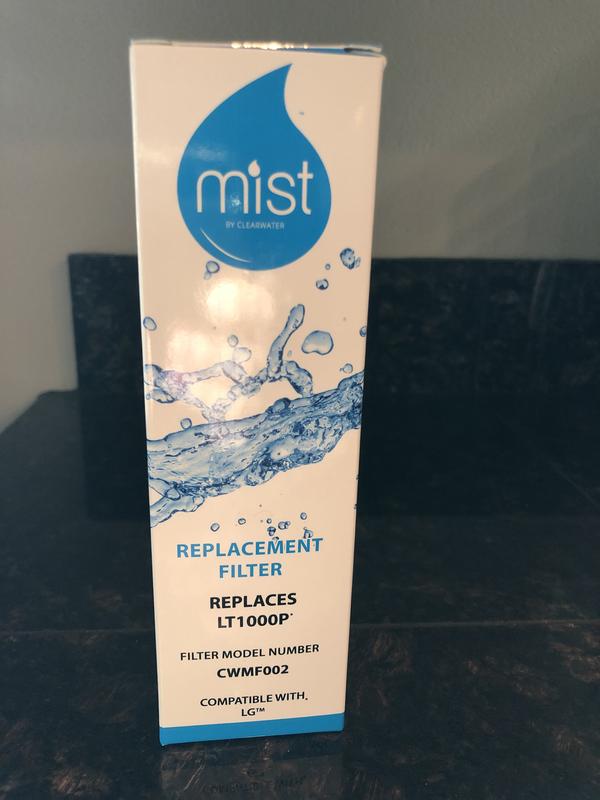 mist
BY CLEARWATER
REPLACEMENT
FILTER
REPLACES
LT1000P*
FILTER MODEL NUMBER
CWMF002
COMPATIBLE WITH.
LG™